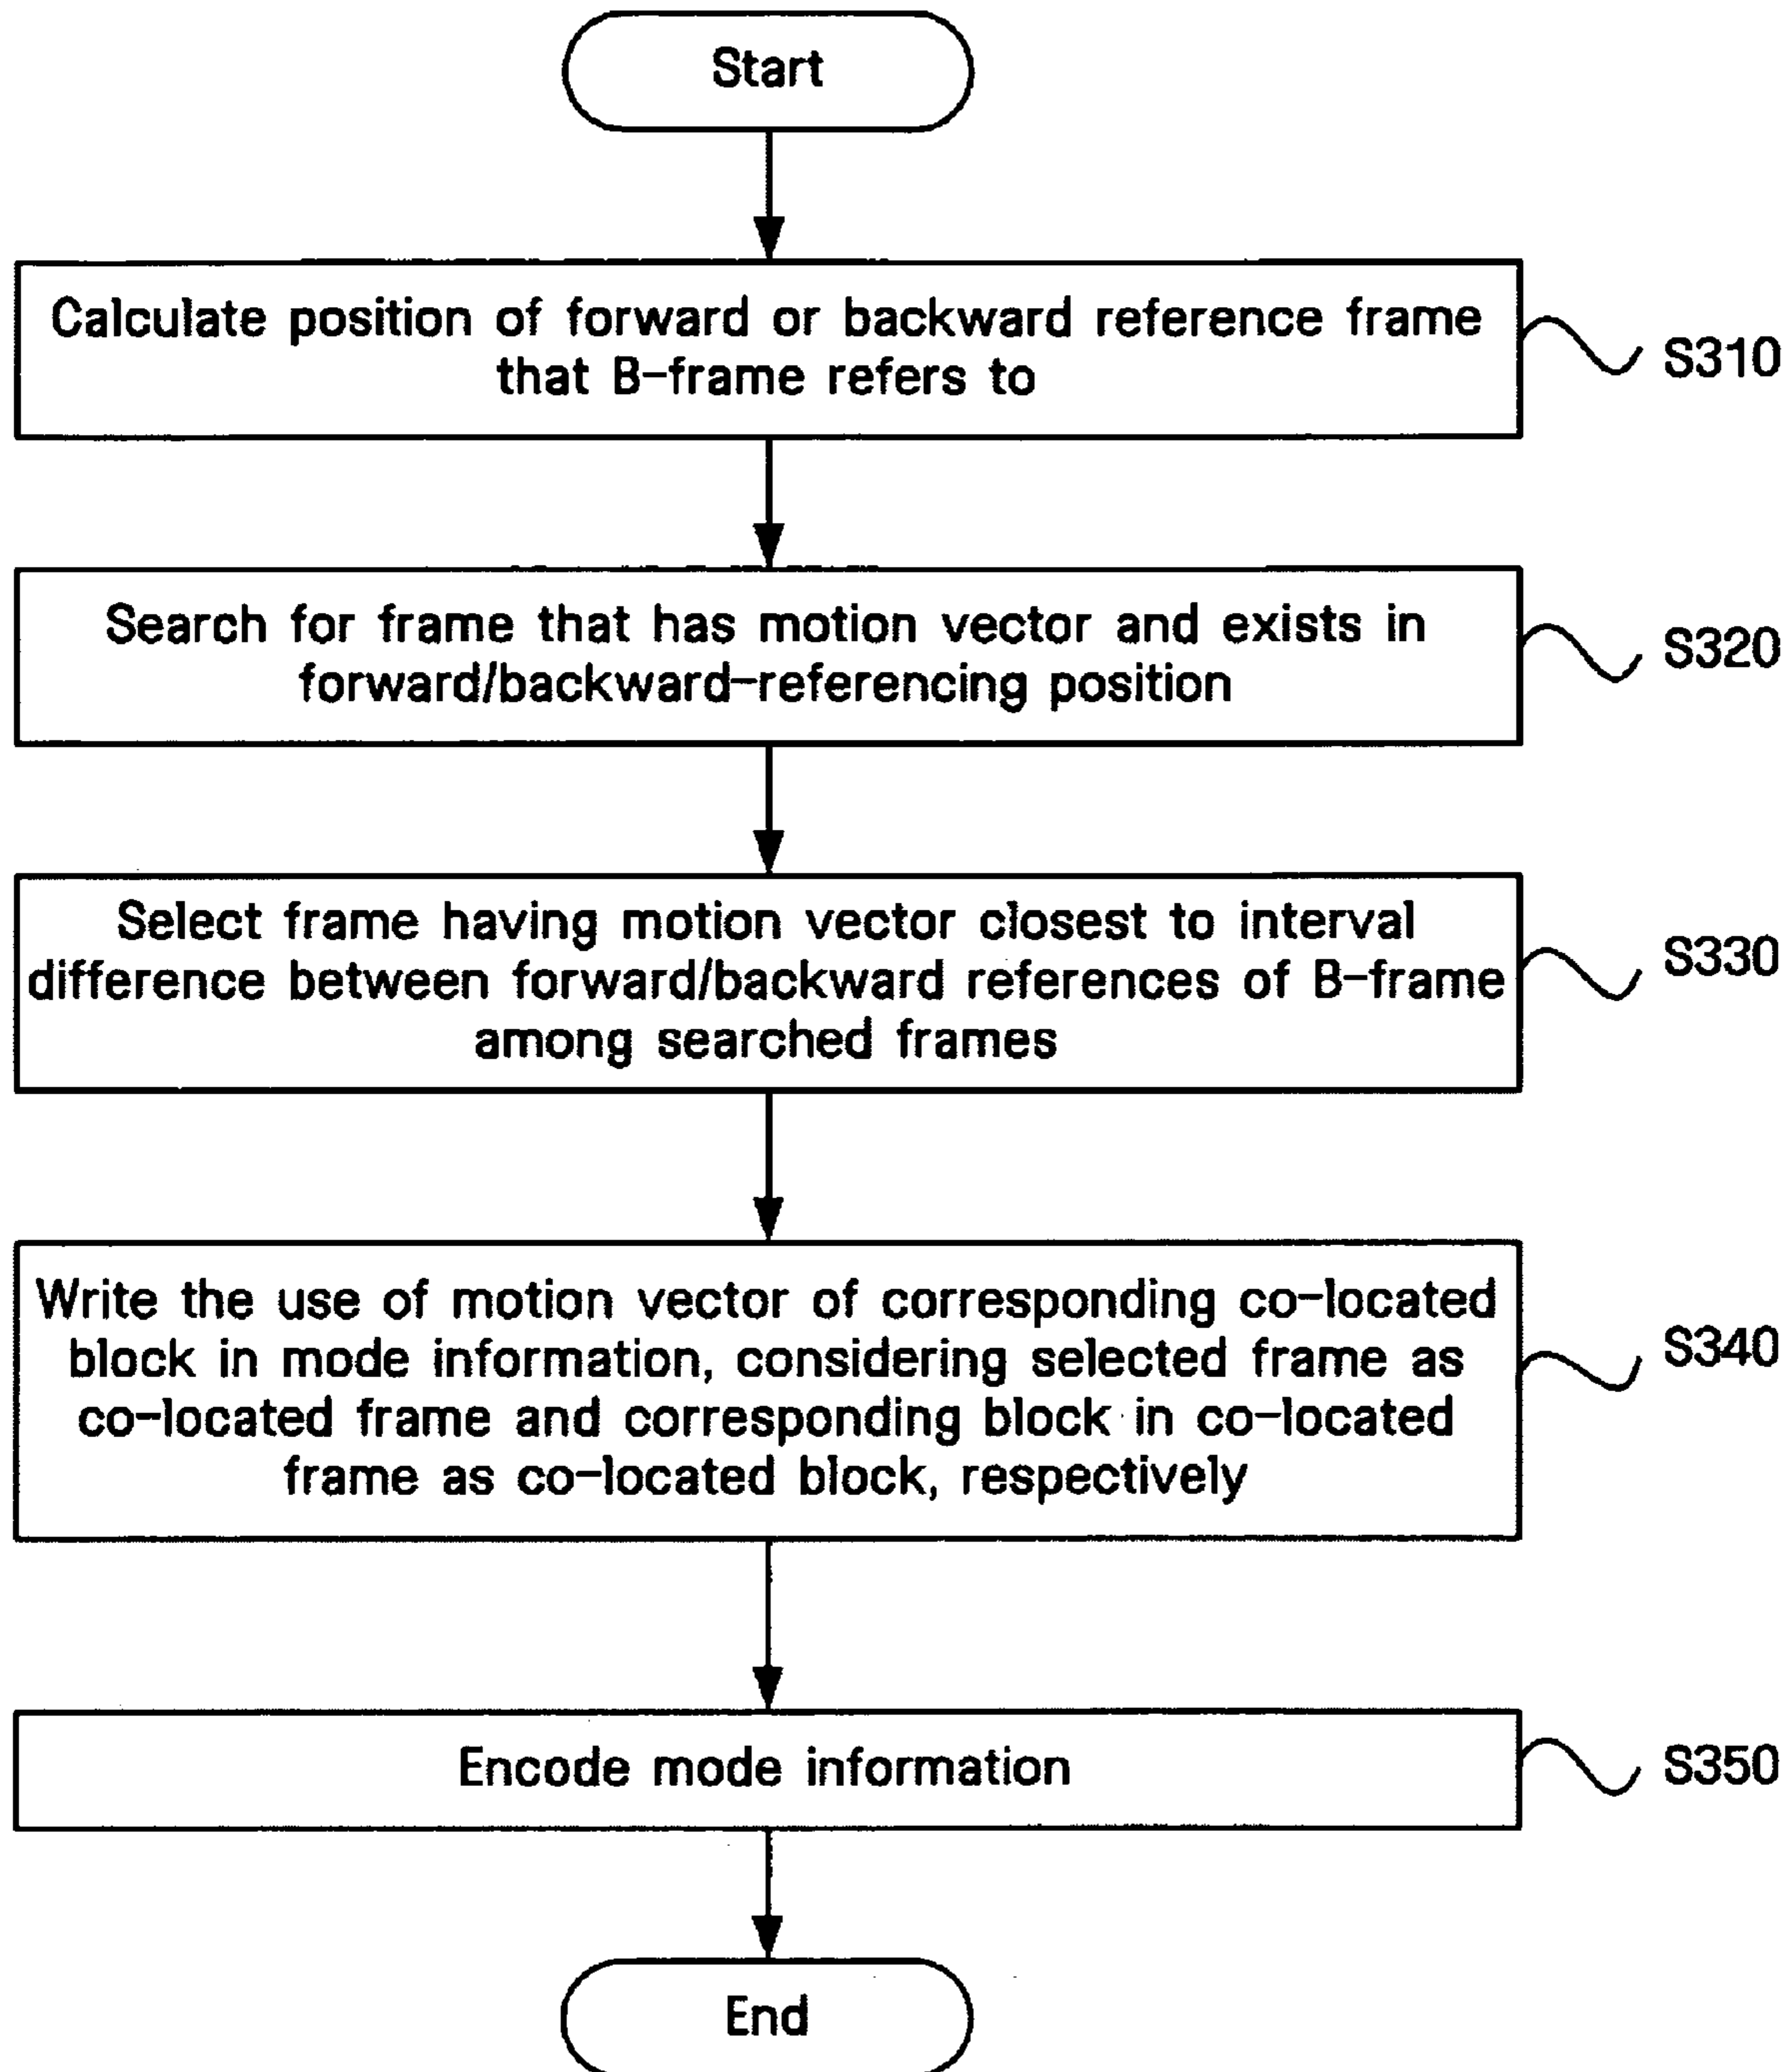 Start
Calculate position of forward or backward reference frame
that B-frame refers to
S310
Search for frame that has motion vector and exists in
forward/backward-referencing position
S320
Select frame having motion vector closest to interval
difference between forward/backward references of B-frame
among searched frames
S330
Write the use of motion vector of corresponding co-located
block in mode information, considering selected frame as
co-located frame and corresponding block in co-located
frame as co-located block, respectively
S340
Encode mode information
S350
End